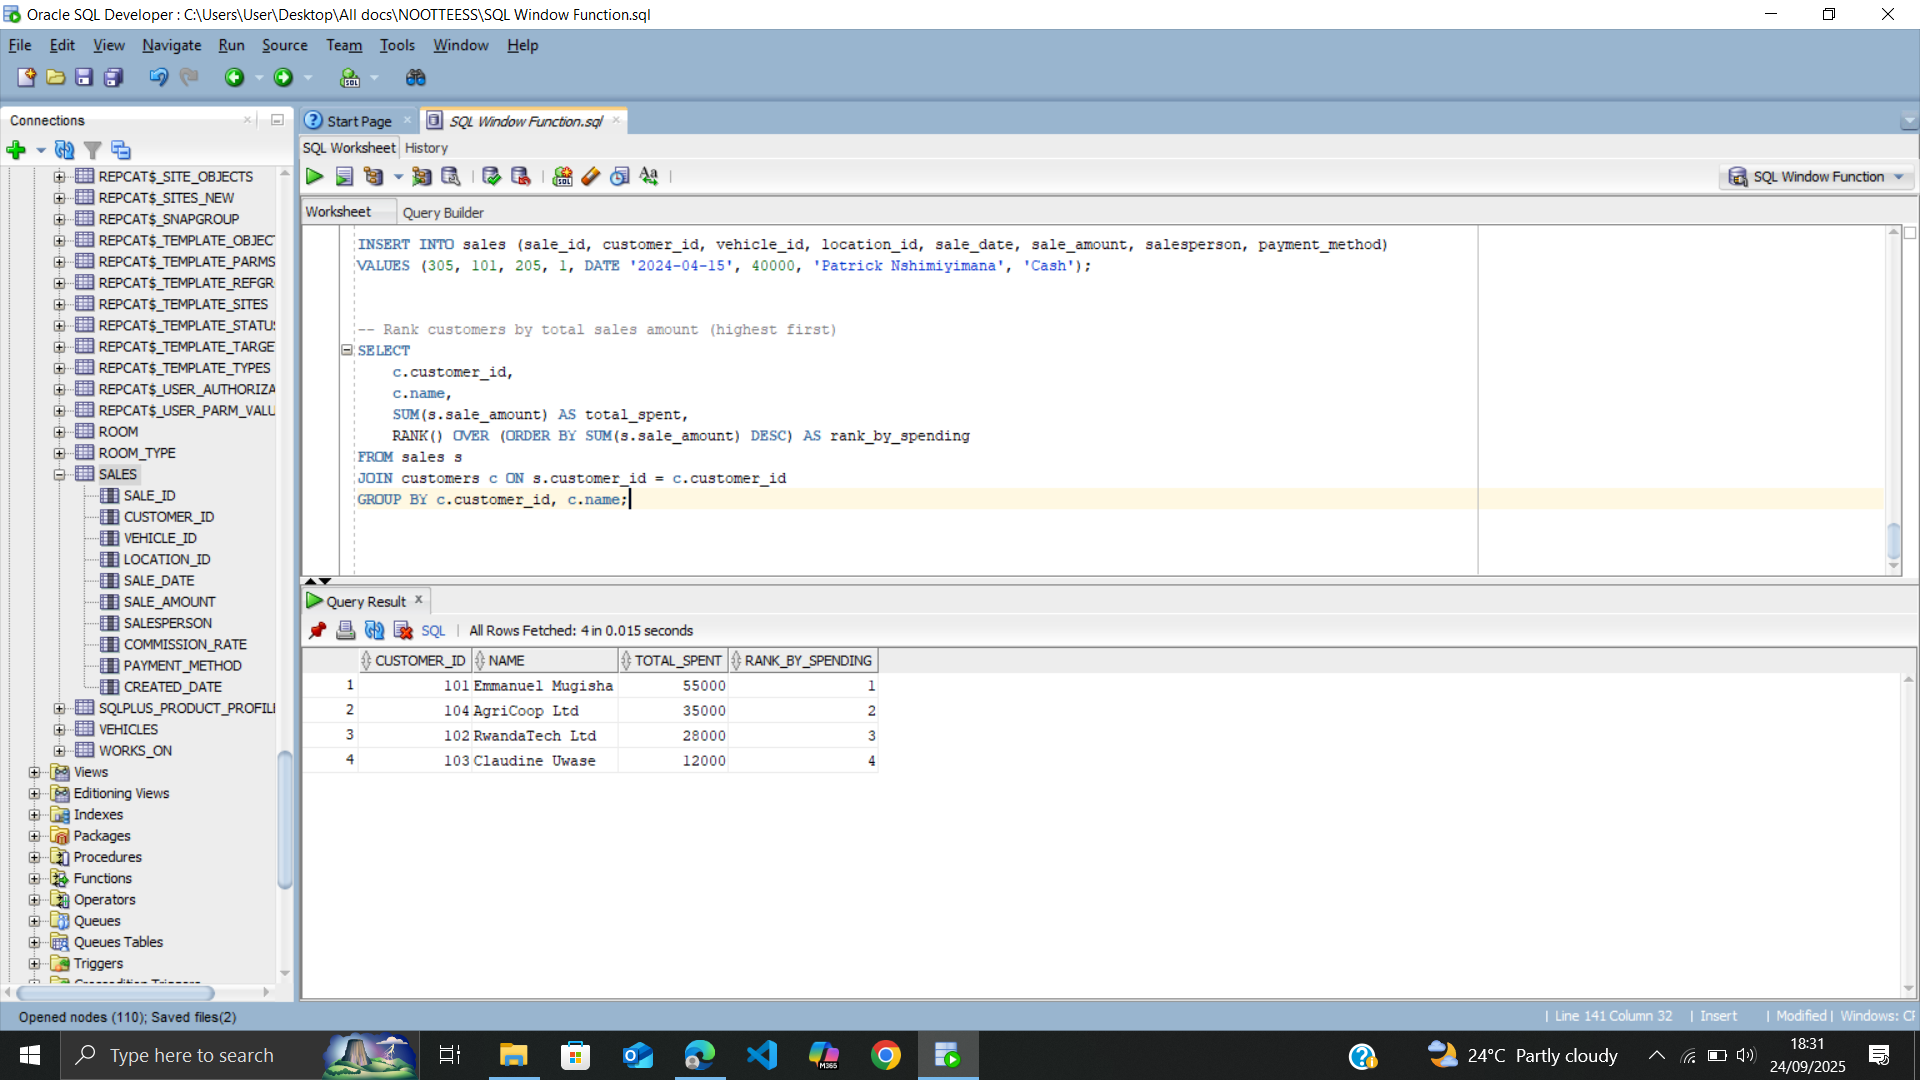 Oracle SQL Developer : C:\Users\User\Desktop\All docs\NOOTTEESS\SQL Window Function.sql
File Edit View Navigate Run Source Team Tools Window Help
Connections
Start Page
SQL Window Function.sql
SQL Worksheet History
SQL Window Function
Worksheet Query Builder
REPCAT$_SITE_OBJECTS
REPCAT$_SITES_NEW
REPCAT$_SNAPGROUP
REPCAT$_TEMPLATE_OBJEC
REPCAT$_TEMPLATE_PARMS
REPCAT$_TEMPLATE_REFGR
REPCAT$_TEMPLATE_SITES
REPCAT$_TEMPLATE_STATUS
REPCAT$_TEMPLATE_TARGE
REPCAT$_TEMPLATE_TYPES
REPCAT$_USER_AUTHORIZA
REPCAT$_USER_PARM_VALU
ROOM
ROOM_TYPE
SALES
SALE_ID
CUSTOMER_ID
VEHICLE_ID
LOCATION_ID
SALE_DATE
SALE_AMOUNT
SALESPERSON
COMMISSION_RATE
PAYMENT_METHOD
CREATED_DATE
SQLPLUS_PRODUCT_PROFIL
VEHICLES
WORKS_ON
Views
Editioning Views
Indexes
Packages
Procedures
Functions
Operators
Queues
Queues Tables
Triggers
INSERT INTO sales (sale_id, customer_id, vehicle_id, location_id, sale_date, sale_amount, salesperson, payment_method)
VALUES (305, 101, 205, 1, DATE '2024-04-15', 40000, 'Patrick Nshimiyimana', 'Cash');
-- Rank customers by total sales amount (highest first)
SELECT
c.customer_id,
c.name,
SUM(s.sale_amount) AS total_spent,
RANK() OVER (ORDER BY SUM(s.sale_amount) DESC) AS rank_by_spending
FROM sales s
JOIN customers c ON s.customer_id = c.customer_id
GROUP BY c.customer_id, c.name;
Query Result
SQL | All Rows Fetched: 4 in 0.015 seconds
CUSTOMER_ID NAME TOTAL_SPENT RANK_BY_SPENDING
1 101 Emmanuel Mugisha 55000 1
2 104 AgriCoop Ltd 35000 2
3 102 RwandaTech Ltd 28000 3
4 103 Claudine Uwase 12000 4
Opened nodes (110); Saved files(2)
| Line 141 Column 32 | Insert | Modified | Windows:
Type here to search
M365
24°C Partly cloudy
18:31
24/09/2025